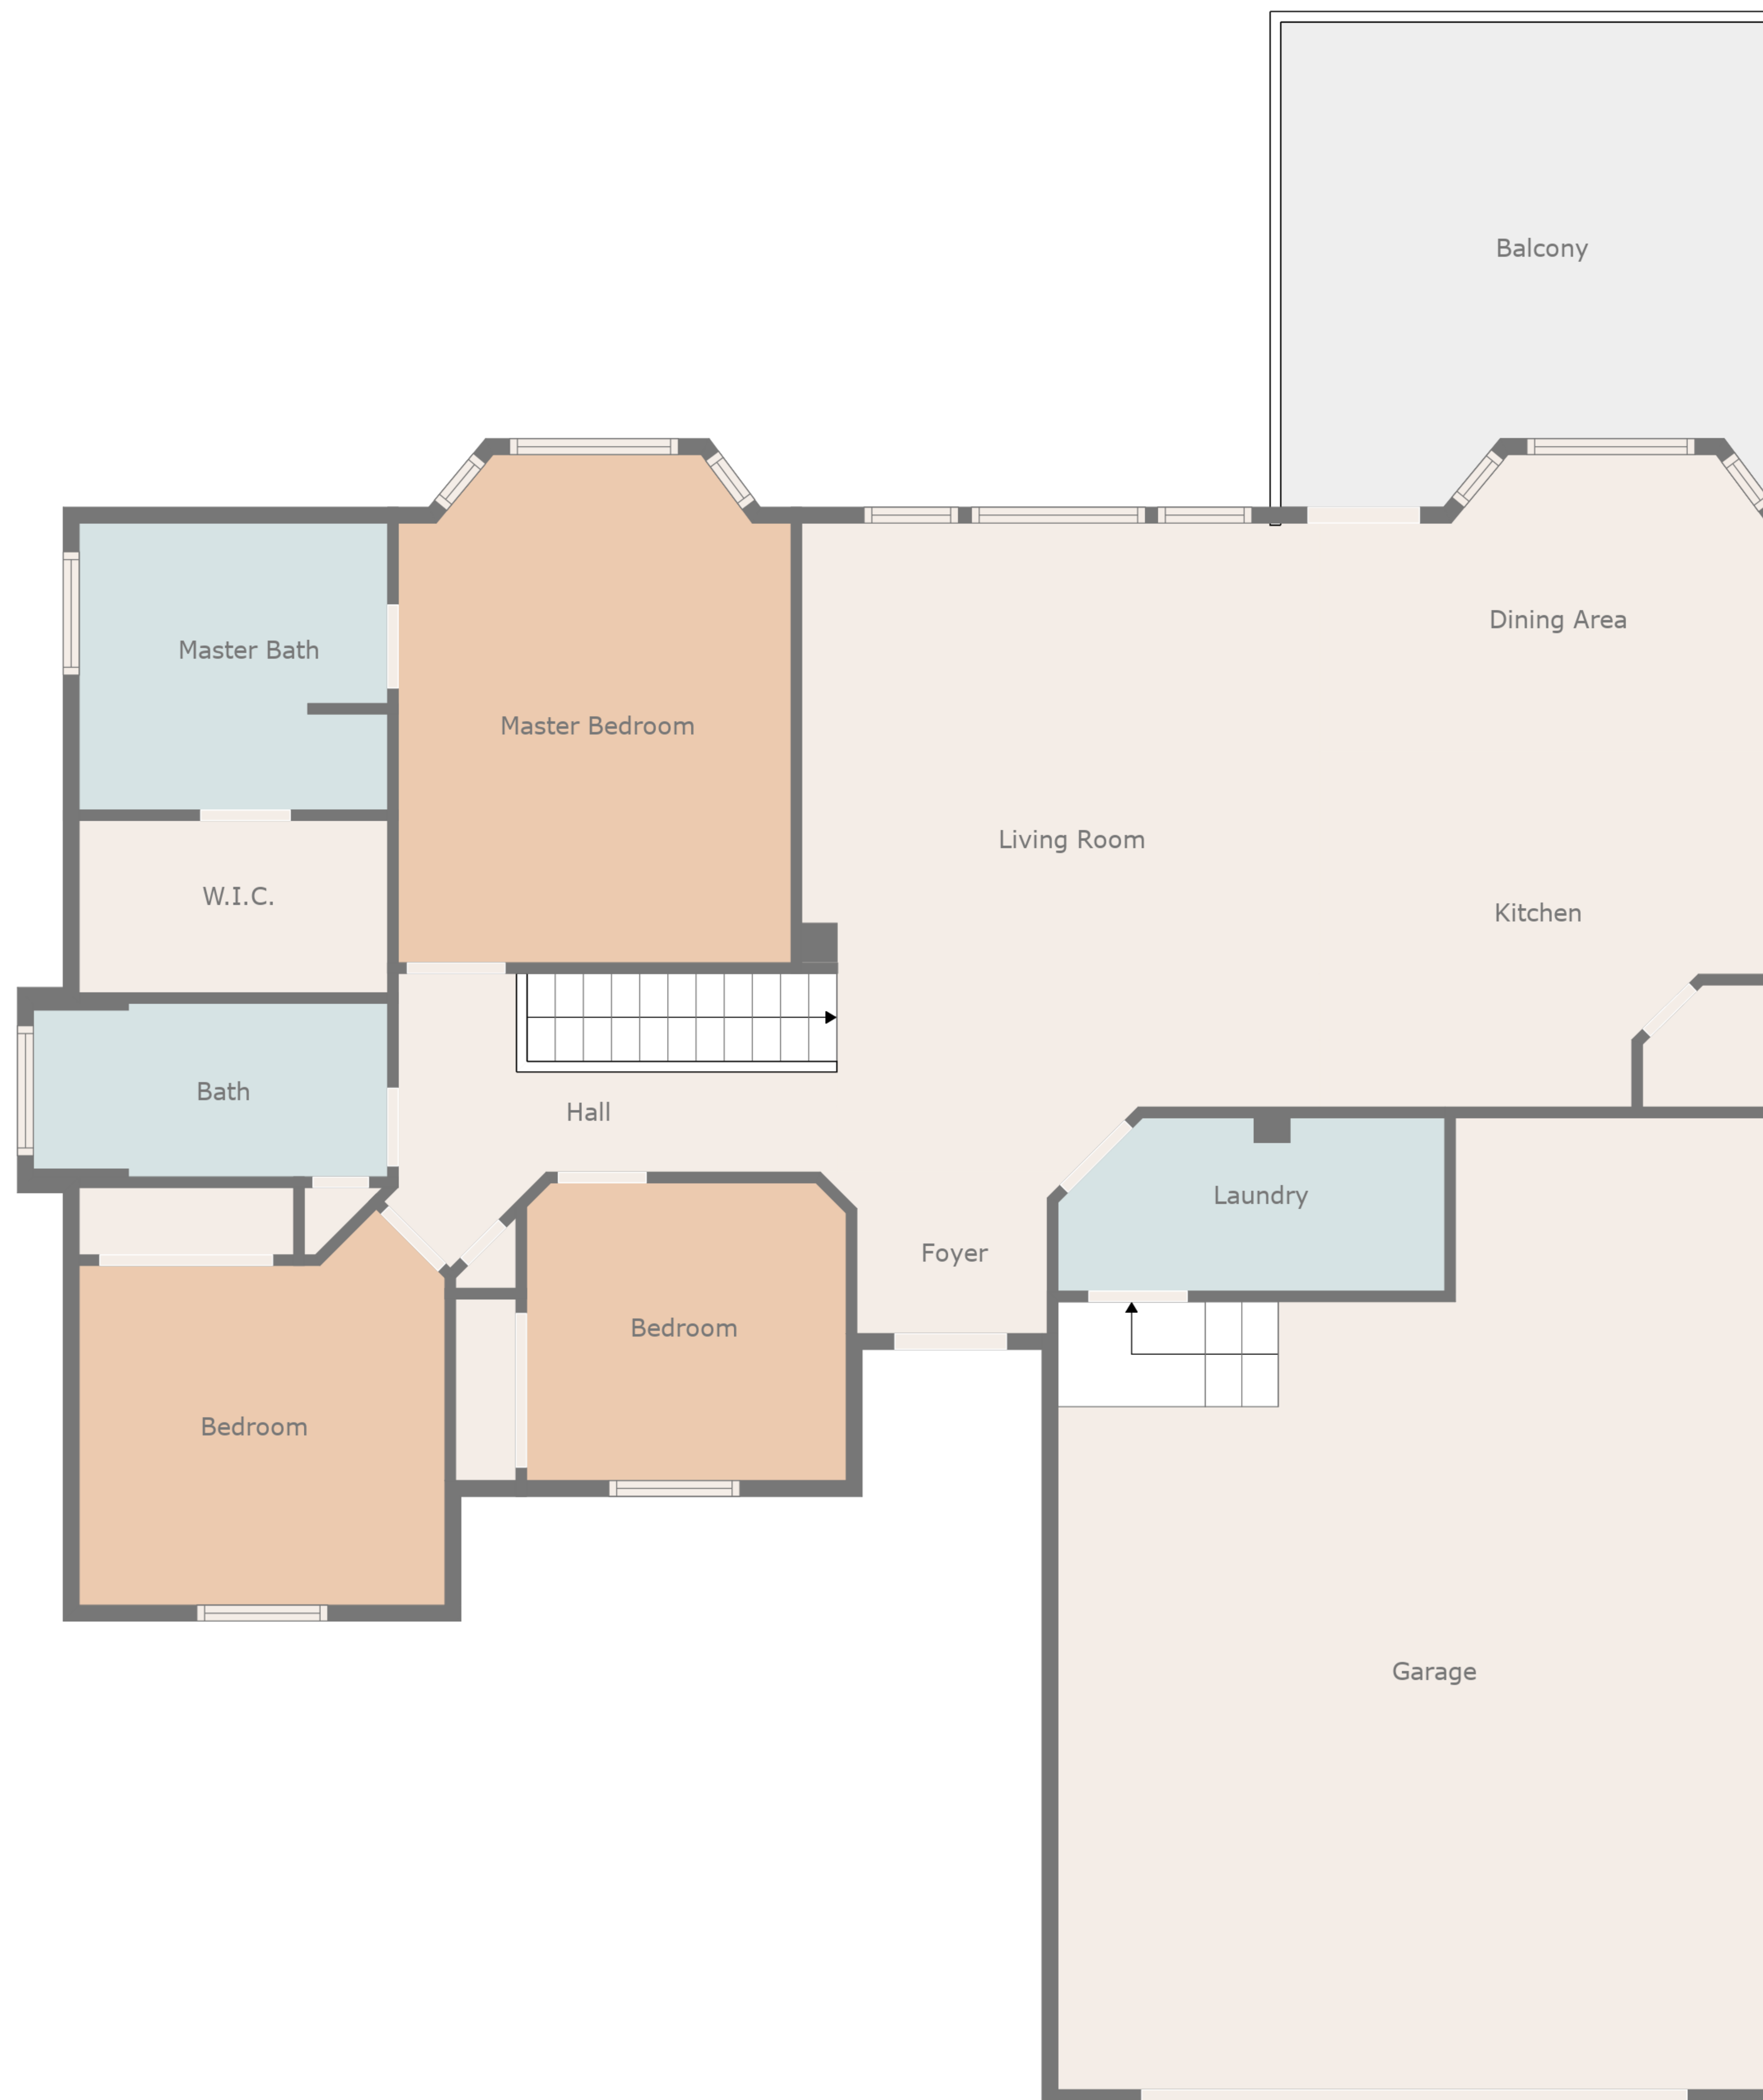 Balcony
Dining Area
Master Bath
Master Bedroom
Living Room
W.I.C.
Kitchen
Bath
Hall
Laundry
Foyer
Bedroom
Bedroom
Garage